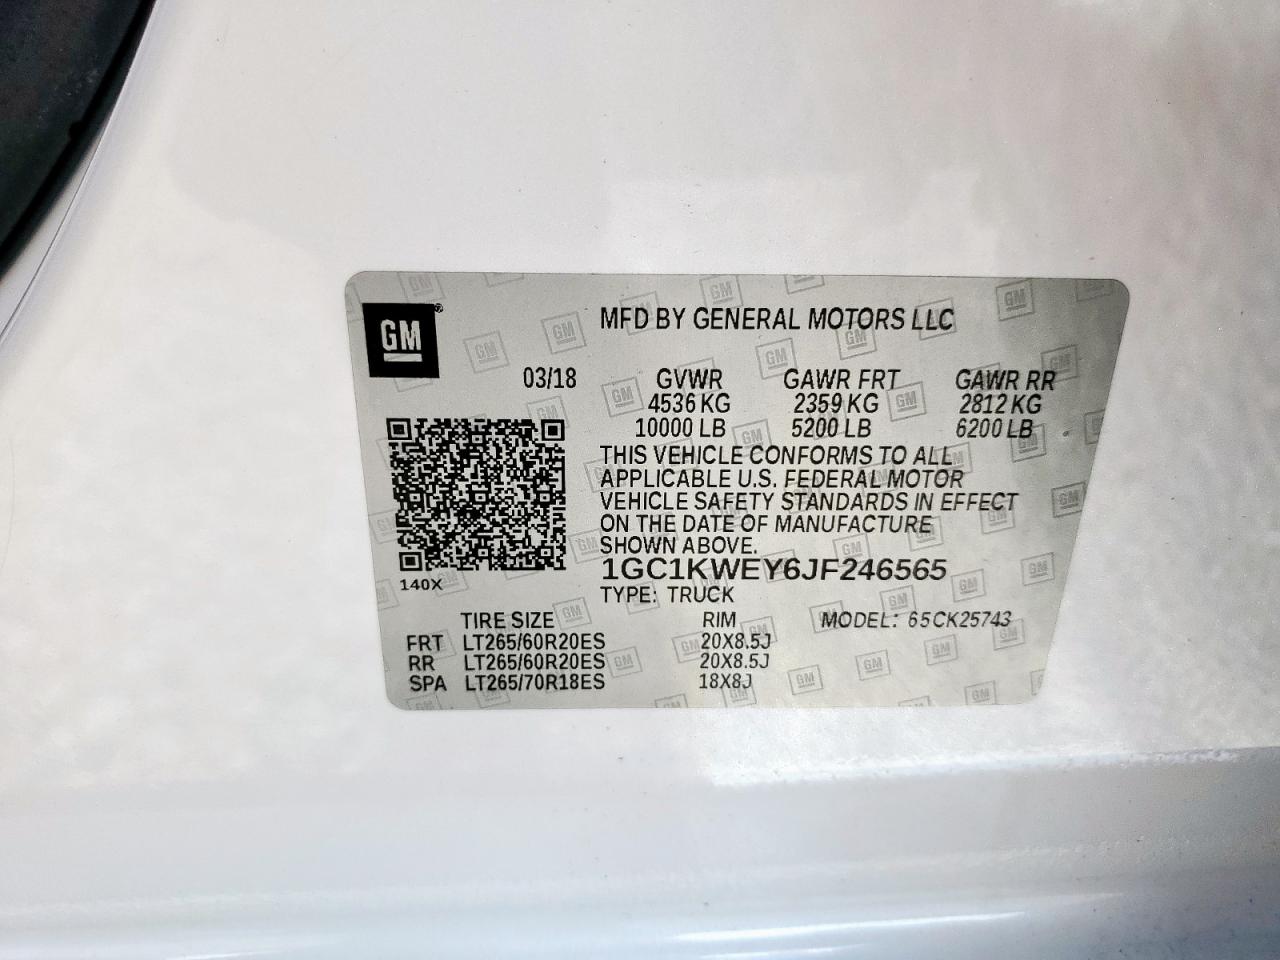 GM®
MFD BY GENERAL MOTORS LLC
03/18 GVWR GAWR FRT GAWR RR
4536 KG 2359 KG 2812 KG
10000 LB 5200 LB 6200 LB
THIS VEHICLE CONFORMS TO ALL
APPLICABLE U.S. FEDERAL MOTOR
VEHICLE SAFETY STANDARDS IN EFFECT
ON THE DATE OF MANUFACTURE
SHOWN ABOVE.
1GC1KWEY6JF246565
140X
TYPE: TRUCK
TIRE SIZE RIM MODEL: 65CK25743
FRT LT265/60R20ES 20X8.5J
RR LT265/60R20ES 20X8.5J
SPA LT265/70R18ES 18X8J